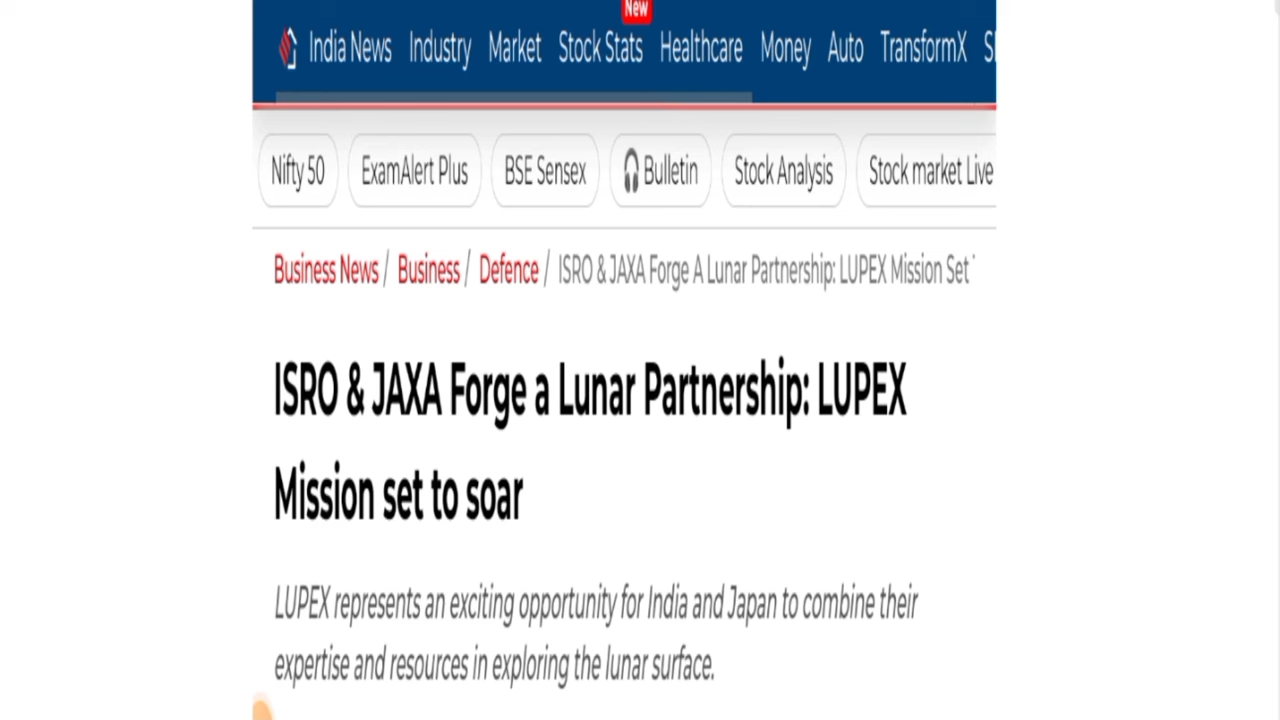 New
India News Industry Market Stock Stats Healthcare Money Auto TransformX
Nifty 50 ExamAlert Plus BSE Sensex Bulletin Stock Analysis Stock market Live
Business News / Business / Defence / ISRO & JAXA Forge A Lunar Partnership: LUPEX Mission Set
ISRO & JAXA Forge a Lunar Partnership: LUPEX
Mission set to soar
LUPEX represents an exciting opportunity for India and Japan to combine their
expertise and resources in exploring the lunar surface.